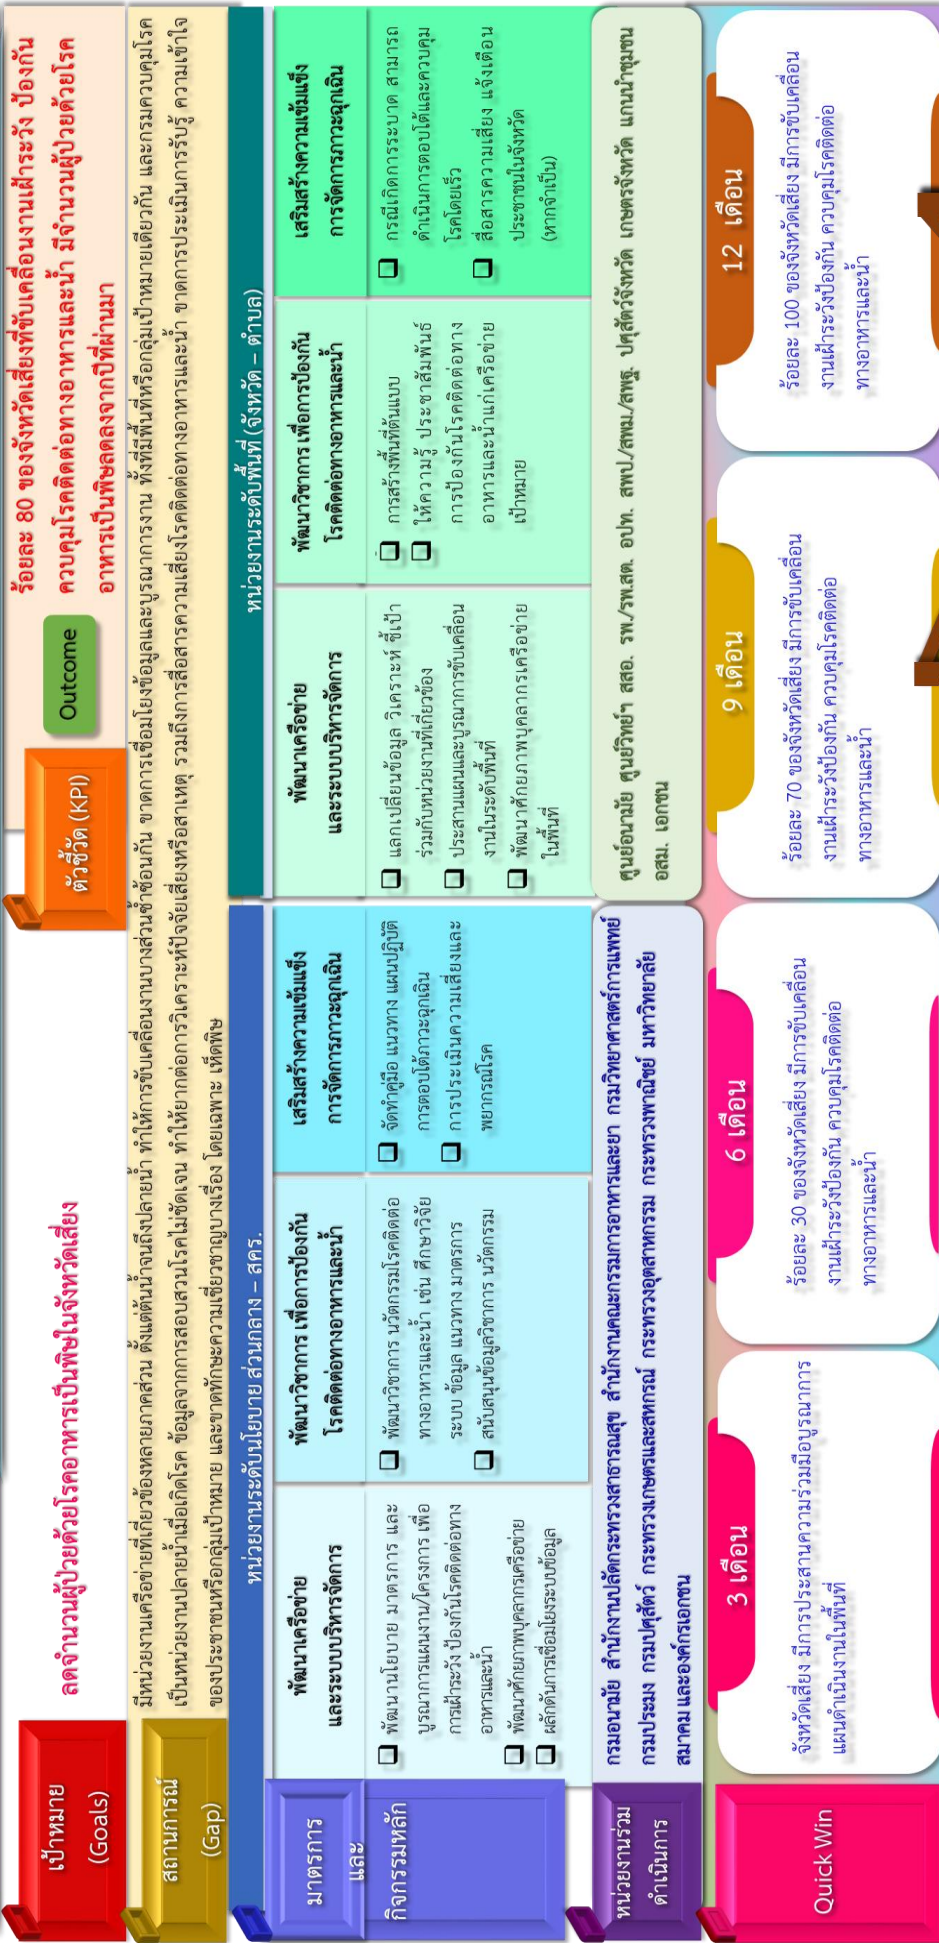 เป้าหมาย
(Goals)
ลดจำนวนผู้ป่วยด้วยโรคอาหารเป็นพิษในจังหวัดเสี่ยง
ตัวชี้วัด (KPI)
Outcome
ร้อยละ 80 ของจังหวัดเสี่ยงที่ขับเคลื่อนงานเฝ้าระวัง ป้องกัน
ควบคุมโรคติดต่อทางอาหารและน้ำ มีจำนวนผู้ป่วยด้วยโรค
อาหารเป็นพิษลดลงจากปีที่ผ่านมา
สถานการณ์
(Gap)
มีหน่วยงานเครือข่ายที่เกี่ยวข้องหลายภาคส่วน ตั้งแต่ต้นน้ำจนถึงปลายน้ำ ทำให้การขับเคลื่อนงานบางส่วนซ้ำซ้อนกัน ขาดการเชื่อมโยงข้อมูลและบูรณาการงาน ทั้งที่มีพื้นที่หรือกลุ่มเป้าหมายเดียวกัน และกรมควบคุมโรค
เป็นหน่วยงานปลายน้ำเมื่อเกิดโรค ข้อมูลจากการสอบสวนโรคไม่ชัดเจน ทำให้ยากต่อการวิเคราะห์ปัจจัยเสี่ยงหรือสาเหตุ รวมถึงการสื่อสารความเสี่ยงโรคติดต่อทางอาหารและน้ำ ขาดการประเมินการรับรู้ ความเข้าใจ
ของประชาชนหรือกลุ่มเป้าหมาย และขาดทักษะความเชี่ยวชาญบางเรื่อง โดยเฉพาะ เห็ดพิษ
หน่วยงานระดับนโยบาย ส่วนกลาง – สคร.
หน่วยงานระดับพื้นที่ (จังหวัด – ตำบล)
มาตรการ
และ
กิจกรรมหลัก
พัฒนาเครือข่าย
และระบบบริหารจัดการ
❑ พัฒนานโยบาย มาตรการ และ
บูรณาการแผนงาน/โครงการ เพื่อ
การเฝ้าระวัง ป้องกันโรคติดต่อทาง
อาหารและน้ำ
❑ พัฒนาศักยภาพบุคลากรเครือข่าย
❑ ผลักดันการเชื่อมโยงระบบข้อมูล
พัฒนาวิชาการ เพื่อการป้องกัน
โรคติดต่อทางอาหารและน้ำ
❑ พัฒนาวิชาการ นวัตกรรมโรคติดต่อ
ทางอาหารและน้ำ เช่น ศึกษาวิจัย
ระบบ ข้อมูล แนวทาง มาตรการ
❑ สนับสนุนข้อมูลวิชาการ นวัตกรรม
เสริมสร้างความเข้มแข็ง
การจัดการภาวะฉุกเฉิน
❑ จัดทำคู่มือ แนวทาง แผนปฏิบัติ
การตอบโต้ภาวะฉุกเฉิน
❑ การประเมินความเสี่ยงและ
พยากรณ์โรค
พัฒนาเครือข่าย
และระบบบริหารจัดการ
❑ แลกเปลี่ยนข้อมูล วิเคราะห์ ชี้เป้า
ร่วมกับหน่วยงานที่เกี่ยวข้อง
❑ ประสานแผนและบูรณาการขับเคลื่อน
งานในระดับพื้นที่
❑ พัฒนาศักยภาพบุคลากรเครือข่าย
ในพื้นที่
พัฒนาวิชาการ เพื่อการป้องกัน
โรคติดต่อทางอาหารและน้ำ
❑ การสร้างพื้นที่ต้นแบบ
❑ ให้ความรู้ ประชาสัมพันธ์
การป้องกันโรคติดต่อทาง
อาหารและน้ำแก่เครือข่าย
เป้าหมาย
เสริมสร้างความเข้มแข็ง
การจัดการภาวะฉุกเฉิน
❑ กรณีเกิดการระบาด สามารถ
ดำเนินการตอบโต้และควบคุม
โรคโดยเร็ว
❑ สื่อสารความเสี่ยง แจ้งเตือน
ประชาชนในจังหวัด
(หากจำเป็น)
หน่วยงานร่วม
ดำเนินการ
กรมอนามัย สำนักงานปลัดกระทรวงสาธารณสุข สำนักงานคณะกรรมการอาหารและยา กรมวิทยาศาสตร์การแพทย์
กรมประมง กรมปศุสัตว์ กระทรวงเกษตรและสหกรณ์ กระทรวงอุตสาหกรรม กระทรวงพาณิชย์ มหาวิทยาลัย
สมาคม และองค์กรเอกชน
ศูนย์อนามัย ศูนย์วิทย์ฯ สสอ. รพ./รพ.สต. อปท. สพป./สพม./สพฐ. ปศุสัตว์จังหวัด เกษตรจังหวัด แกนนำชุมชน
อสม. เอกชน
Quick Win
3 เดือน
จังหวัดเสี่ยง มีการประสานความร่วมมือบูรณาการ
แผนดำเนินงานในพื้นที่
6 เดือน
ร้อยละ 30 ของจังหวัดเสี่ยง มีการขับเคลื่อน
งานเฝ้าระวังป้องกัน ควบคุมโรคติดต่อ
ทางอาหารและน้ำ
9 เดือน
ร้อยละ 70 ของจังหวัดเสี่ยง มีการขับเคลื่อน
งานเฝ้าระวังป้องกัน ควบคุมโรคติดต่อ
ทางอาหารและน้ำ
12 เดือน
ร้อยละ 100 ของจังหวัดเสี่ยง มีการขับเคลื่อน
งานเฝ้าระวังป้องกัน ควบคุมโรคติดต่อ
ทางอาหารและน้ำ